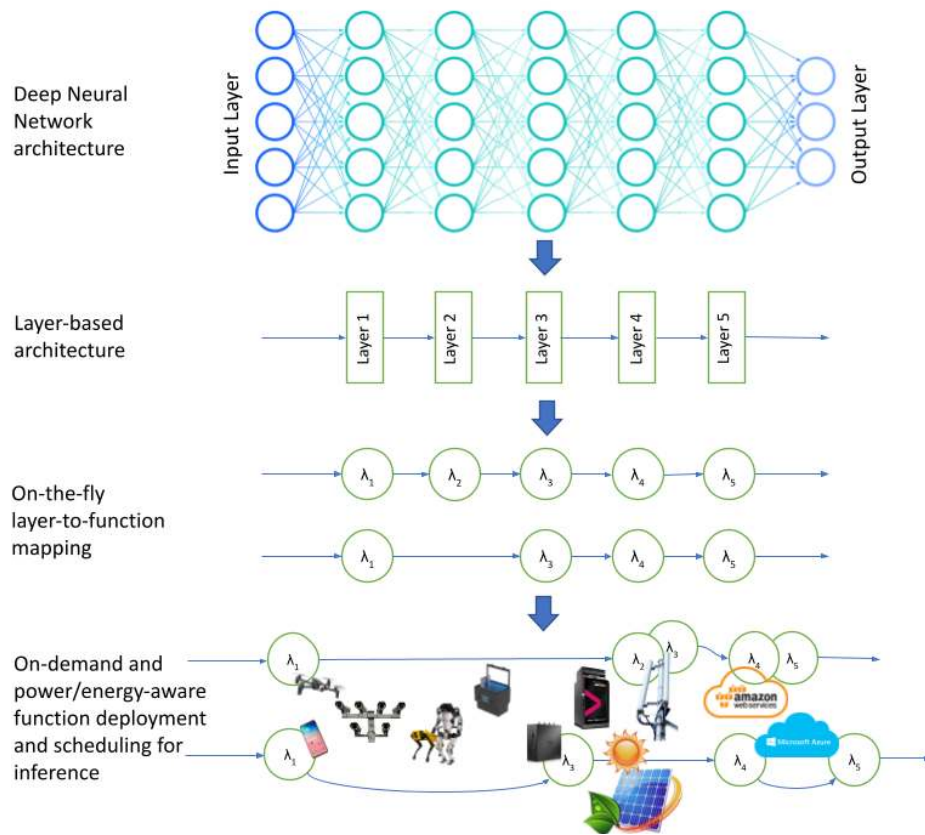 Deep Neural
Network
architecture
Input Layer
Output Layer
Layer-based
architecture
Layer 1
Layer 2
Layer 3
Layer 4
Layer 5
On-the-fly
layer-to-function
mapping
λ₁ λ₂ λ₃ λ₄ λ₅
λ₁ λ₃ λ₄ λ₅
On-demand and
power/energy-aware
function deployment
and scheduling for
inference
λ₁ λ₂ λ₃ λ₄ λ₅
amazon
web services
λ₁ λ₃ λ₄ λ₅
Microsoft Azure